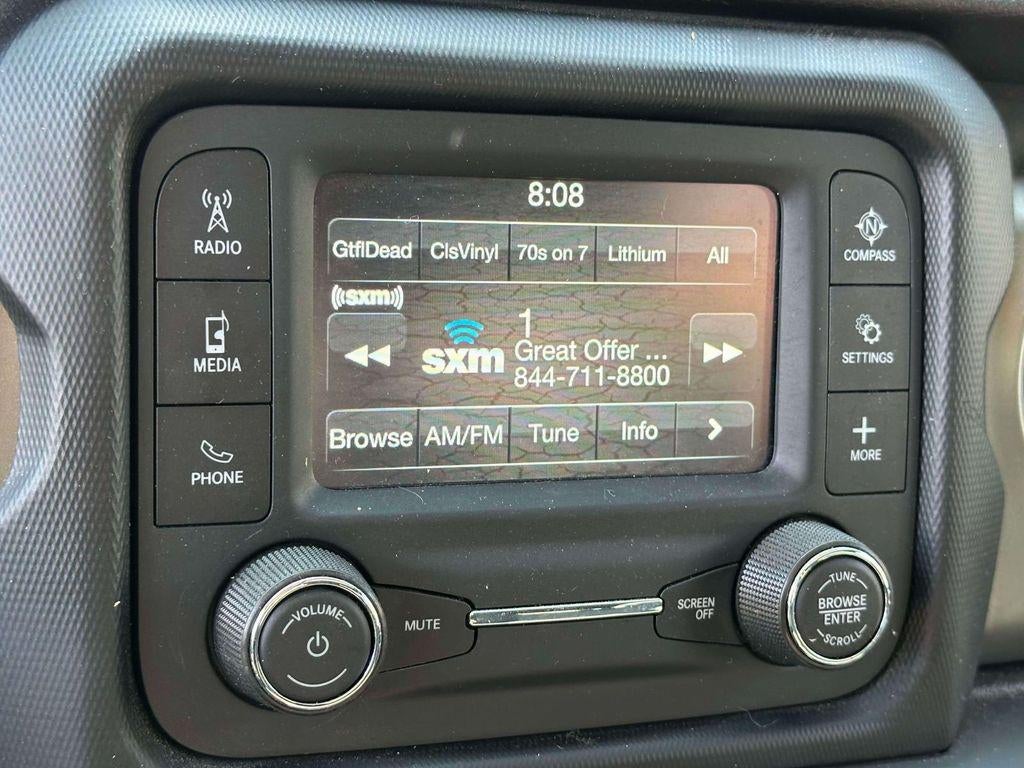 8:08
GtflDead ClsVinyl 70s on 7 Lithium All
((sxm))
1
sxm
Great Offer ...
844-711-8800
Browse AM/FM Tune Info >
RADIO
MEDIA
PHONE
N
COMPASS
SETTINGS
+
MORE
VOLUME
MUTE
SCREEN
OFF
TUNE
BROWSE
ENTER
SCROLL